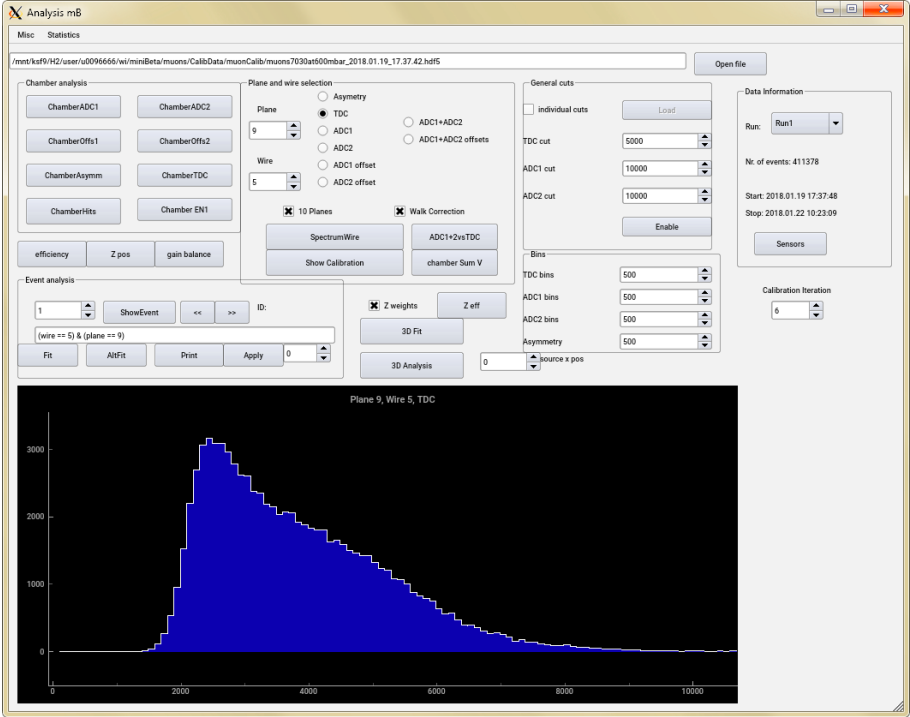 Analysis mB
Misc Statistics
/mnt/ksf9/H2/user/u0096666/wi/miniBeta/muons/CalibData/muonCalib/muons7030at600mbar_2018.01.19_17.37.42.hdf5
Open file
Chamber analysis
ChamberADC1 ChamberADC2
ChamberOffs1 ChamberOffs2
ChamberAsymm ChamberTDC
ChamberHits Chamber EN1
efficiency Z pos gain balance
Plane and wire selection
Plane
9
Wire
5
Asymetry
TDC
ADC1
ADC2
ADC1 offset
ADC2 offset
ADC1+ADC2
ADC1+ADC2 offsets
10 Planes Walk Correction
SpectrumWire ADC1+2vsTDC
Show Calibration chamber Sum V
General cuts
individual cuts Load
TDC cut 5000
ADC1 cut 10000
ADC2 cut 10000
Enable
Bins
TDC bins 500
ADC1 bins 500
ADC2 bins 500
Asymmetry 500
Data Information
Run: Run1
Nr. of events: 411378
Start: 2018.01.19 17:37:48
Stop: 2018.01.22 10:23:09
Sensors
Calibration Iteration
6
Event analysis
1 ShowEvent << >> ID:
(wire == 5) & (plane == 9)
Fit AltFit Print Apply 0
Z weights Z eff
3D Fit
3D Analysis 0 source x pos
Plane 9, Wire 5, TDC
3000
2000
1000
0
0 2000 4000 6000 8000 10000